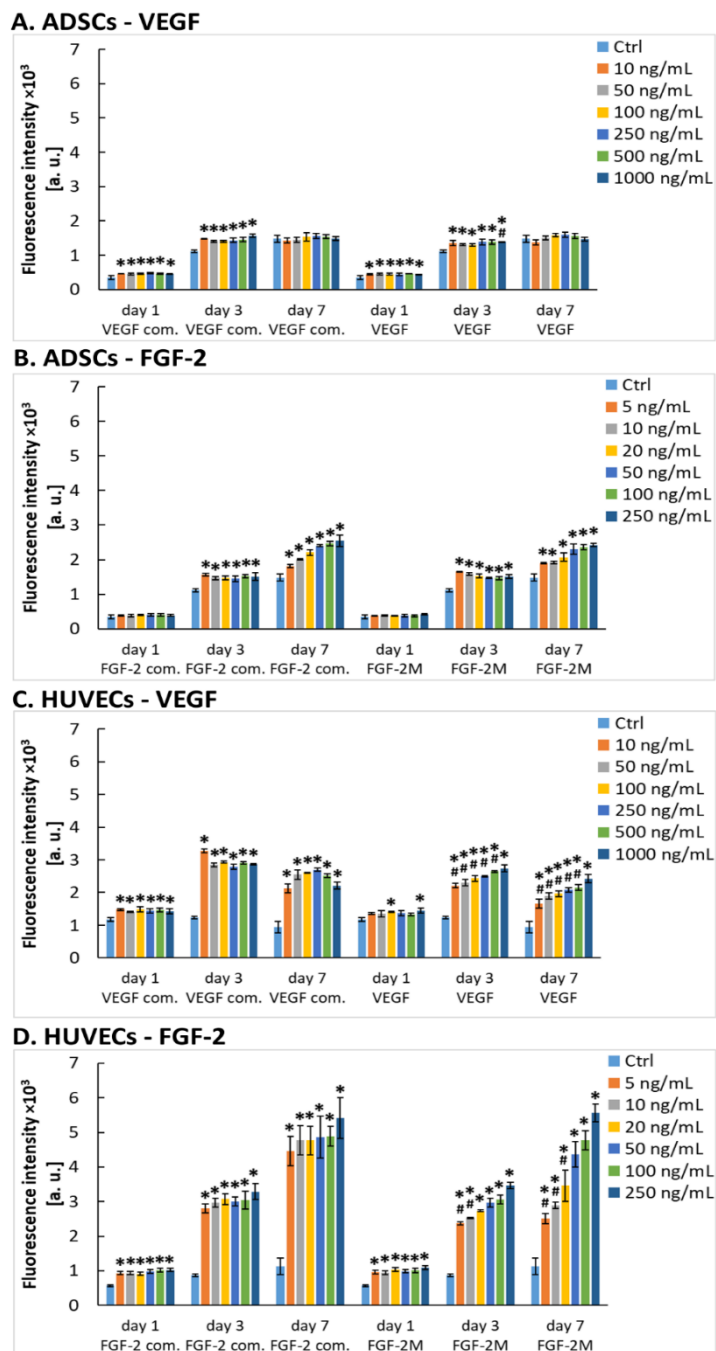 A. ADSCs - VEGF
Fluorescence intensity ×10³
[a. u.]
7
6
5
4
3
2
1
0
Ctrl
10 ng/mL
50 ng/mL
100 ng/mL
250 ng/mL
500 ng/mL
1000 ng/mL
******
******
******
******
#
day 1 day 3 day 7 day 1 day 3 day 7
VEGF com. VEGF com. VEGF com. VEGF VEGF VEGF
B. ADSCs - FGF-2
Fluorescence intensity ×10³
[a. u.]
7
6
5
4
3
2
1
0
Ctrl
5 ng/mL
10 ng/mL
20 ng/mL
50 ng/mL
100 ng/mL
250 ng/mL
******
******
******
******
day 1 day 3 day 7 day 1 day 3 day 7
FGF-2 com. FGF-2 com. FGF-2 com. FGF-2M FGF-2M FGF-2M
C. HUVECs - VEGF
Fluorescence intensity ×10³
[a. u.]
7
6
5
4
3
2
1
0
Ctrl
10 ng/mL
50 ng/mL
100 ng/mL
250 ng/mL
500 ng/mL
1000 ng/mL
******
******
******
* *
******
#####
******
#####
day 1 day 3 day 7 day 1 day 3 day 7
VEGF com. VEGF com. VEGF com. VEGF VEGF VEGF
D. HUVECs - FGF-2
Fluorescence intensity ×10³
[a. u.]
7
6
5
4
3
2
1
0
Ctrl
5 ng/mL
10 ng/mL
20 ng/mL
50 ng/mL
100 ng/mL
250 ng/mL
******
******
******
******
******
##
******
###
day 1 day 3 day 7 day 1 day 3 day 7
FGF-2 com. FGF-2 com. FGF-2 com. FGF-2M FGF-2M FGF-2M